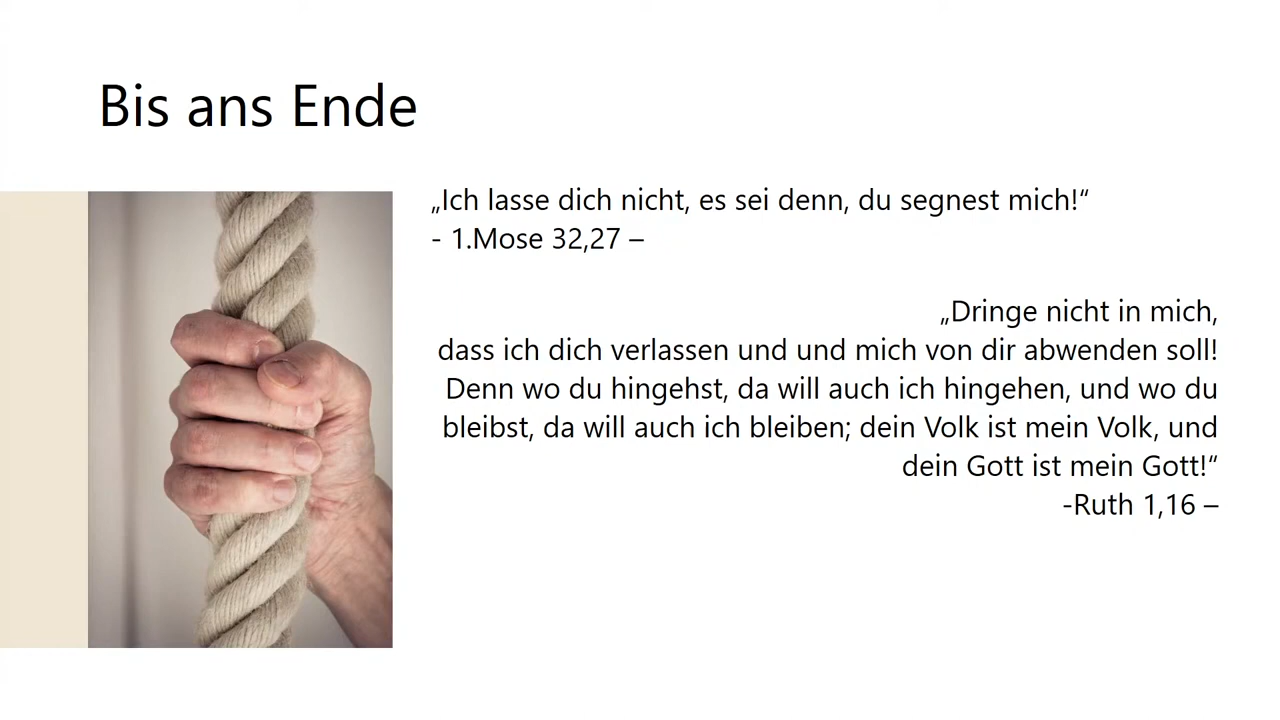 Bis ans Ende
„Ich lasse dich nicht, es sei denn, du segnest mich!“
- 1.Mose 32,27 –
„Dringe nicht in mich,
dass ich dich verlassen und und mich von dir abwenden soll!
Denn wo du hingehst, da will auch ich hingehen, und wo du
bleibst, da will auch ich bleiben; dein Volk ist mein Volk, und
dein Gott ist mein Gott!“
-Ruth 1,16 –